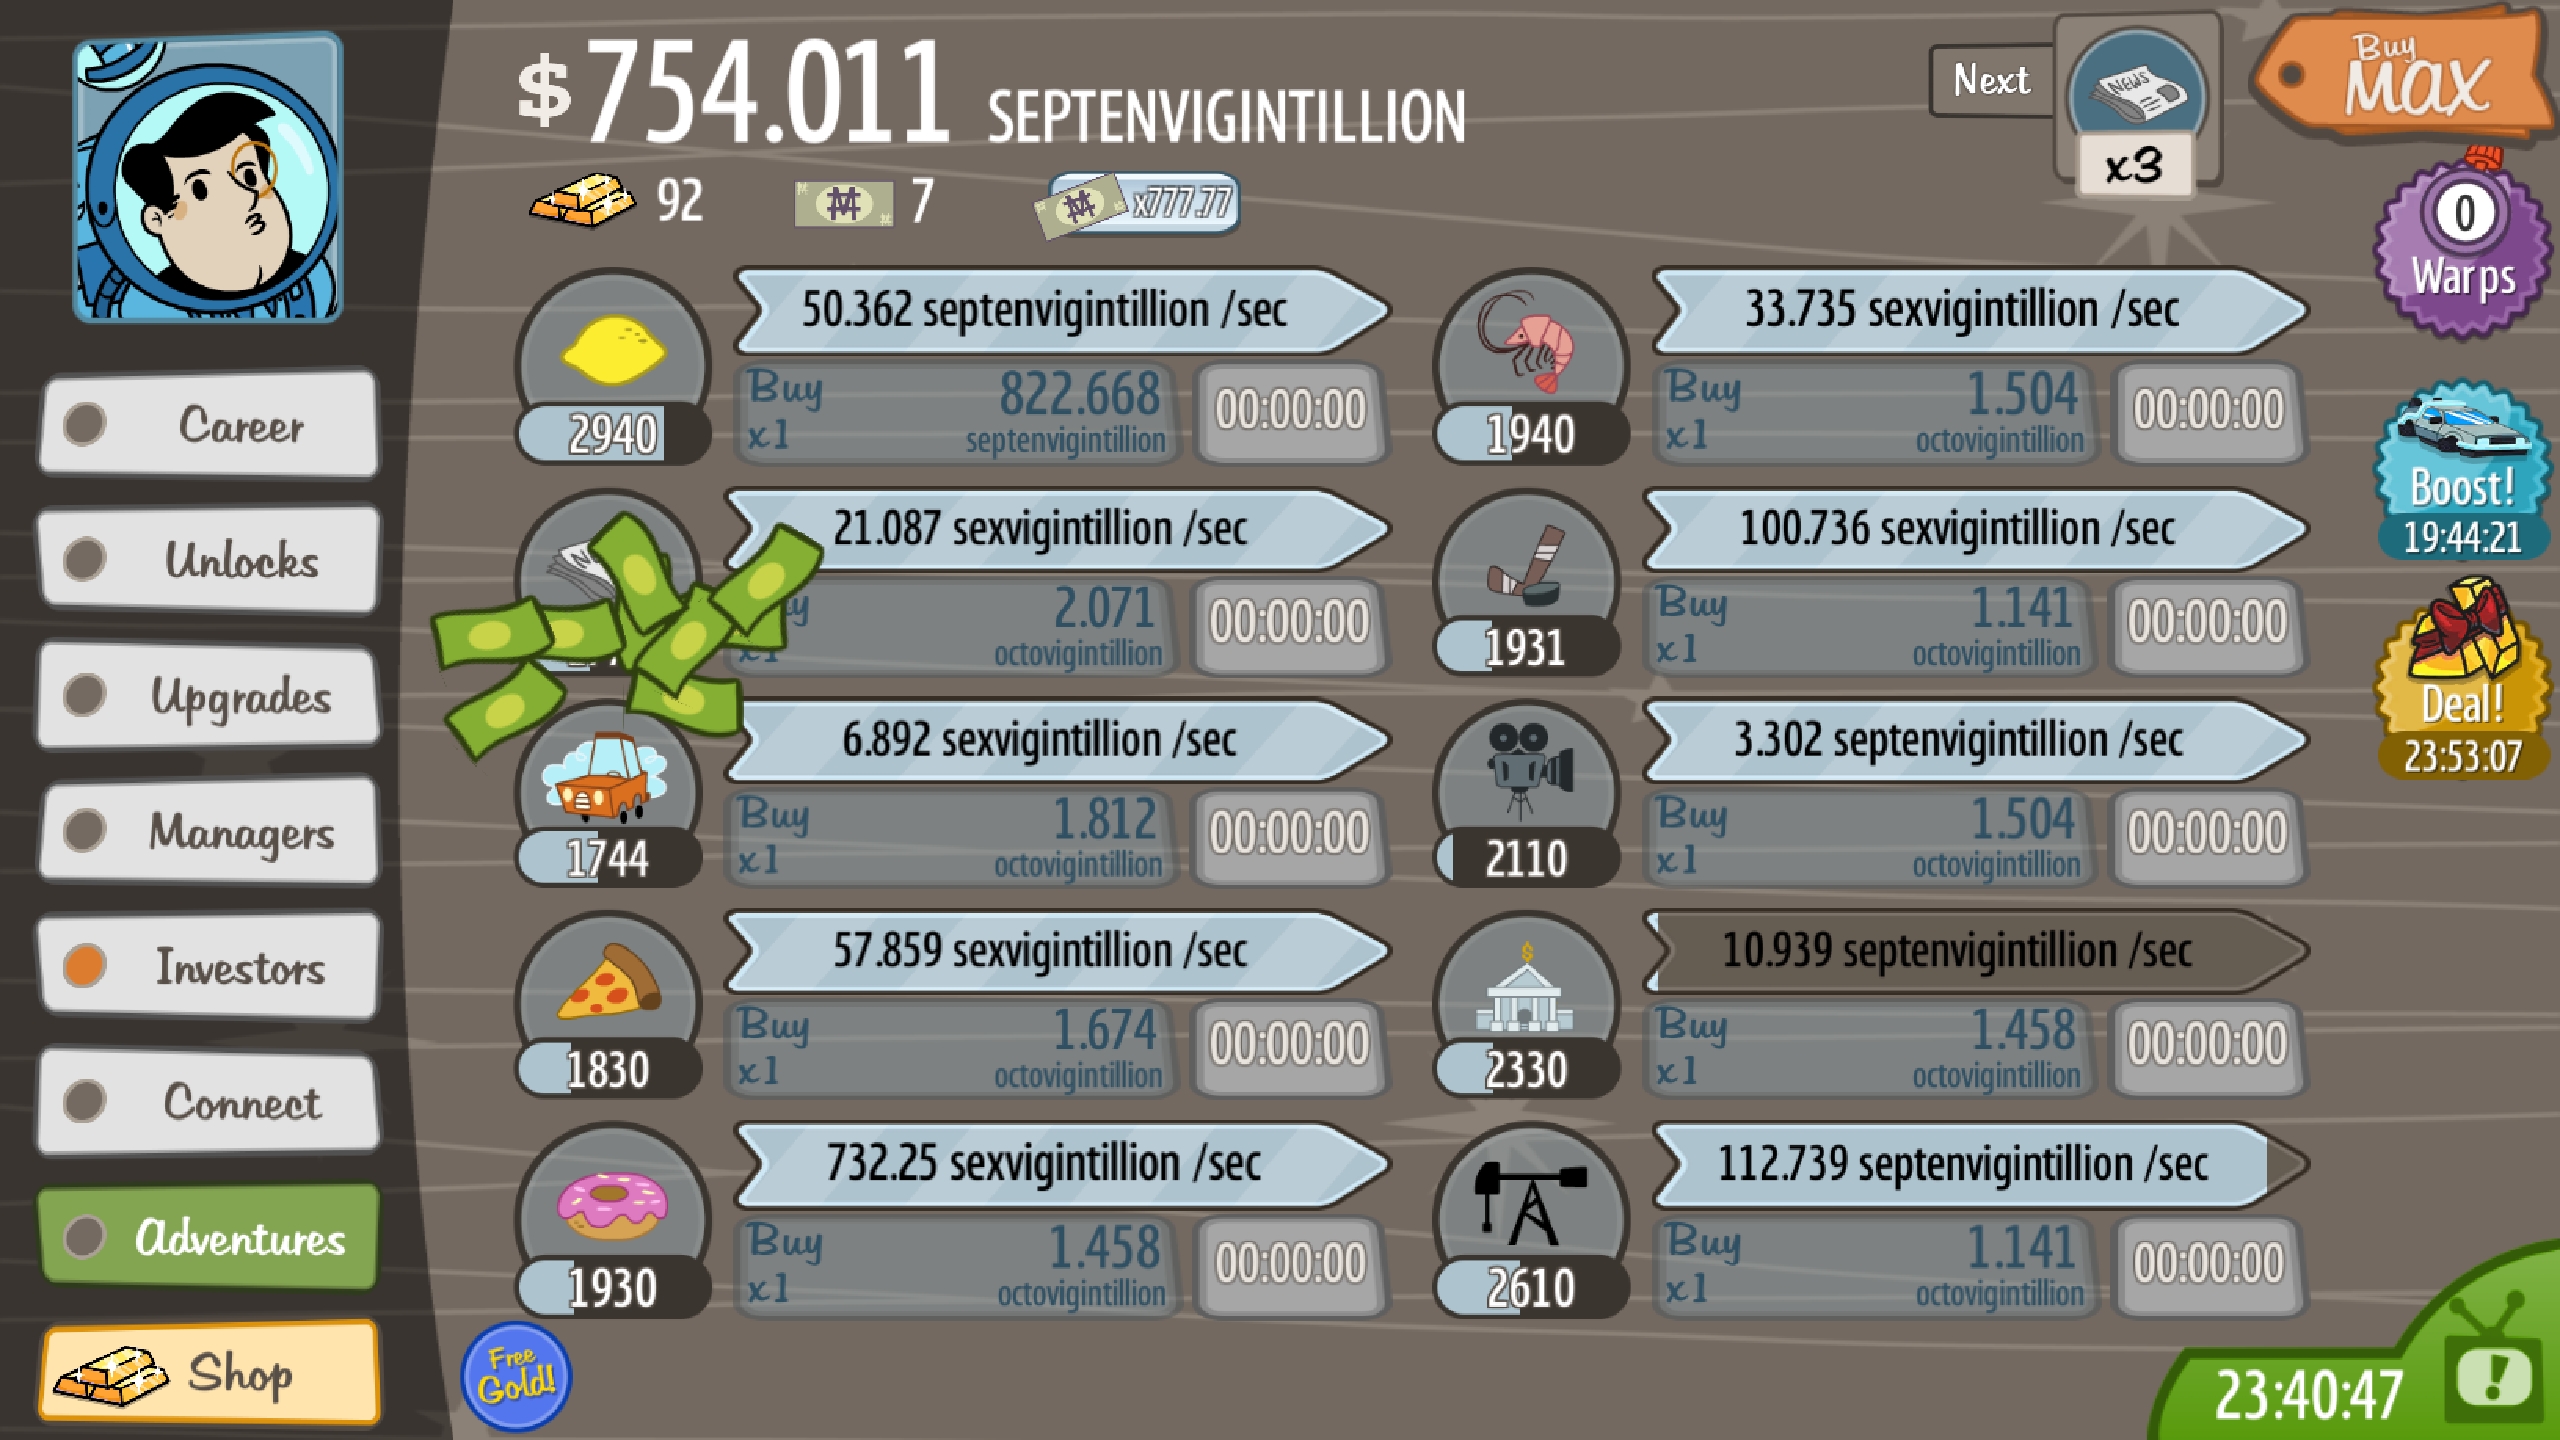 $754.011 SEPTENVIGINTILLION
Next
NEWS
x3
Buy
MAX
92
7
x777.77
0
Warps
50.362 septenvigintillion /sec
2940
Buy
x1
822.668
septenvigintillion
00:00:00
33.735 sexvigintillion /sec
1940
Buy
x1
1.504
octovigintillion
00:00:00
Career
Boost!
19:44:21
21.087 sexvigintillion /sec
x1
2.071
octovigintillion
00:00:00
100.736 sexvigintillion /sec
1931
Buy
x1
1.141
octovigintillion
00:00:00
Unlocks
Upgrades
Deal!
23:53:07
6.892 sexvigintillion /sec
1744
Buy
x1
1.812
octovigintillion
00:00:00
3.302 septenvigintillion /sec
2110
Buy
x1
1.504
octovigintillion
00:00:00
Managers
Investors
57.859 sexvigintillion /sec
1830
Buy
x1
1.674
octovigintillion
00:00:00
10.939 septenvigintillion /sec
2330
Buy
x1
1.458
octovigintillion
00:00:00
Connect
Adventures
732.25 sexvigintillion /sec
1930
Buy
x1
1.458
octovigintillion
00:00:00
112.739 septenvigintillion /sec
2610
Buy
x1
1.141
octovigintillion
00:00:00
Shop
Free
Gold!
23:40:47
!